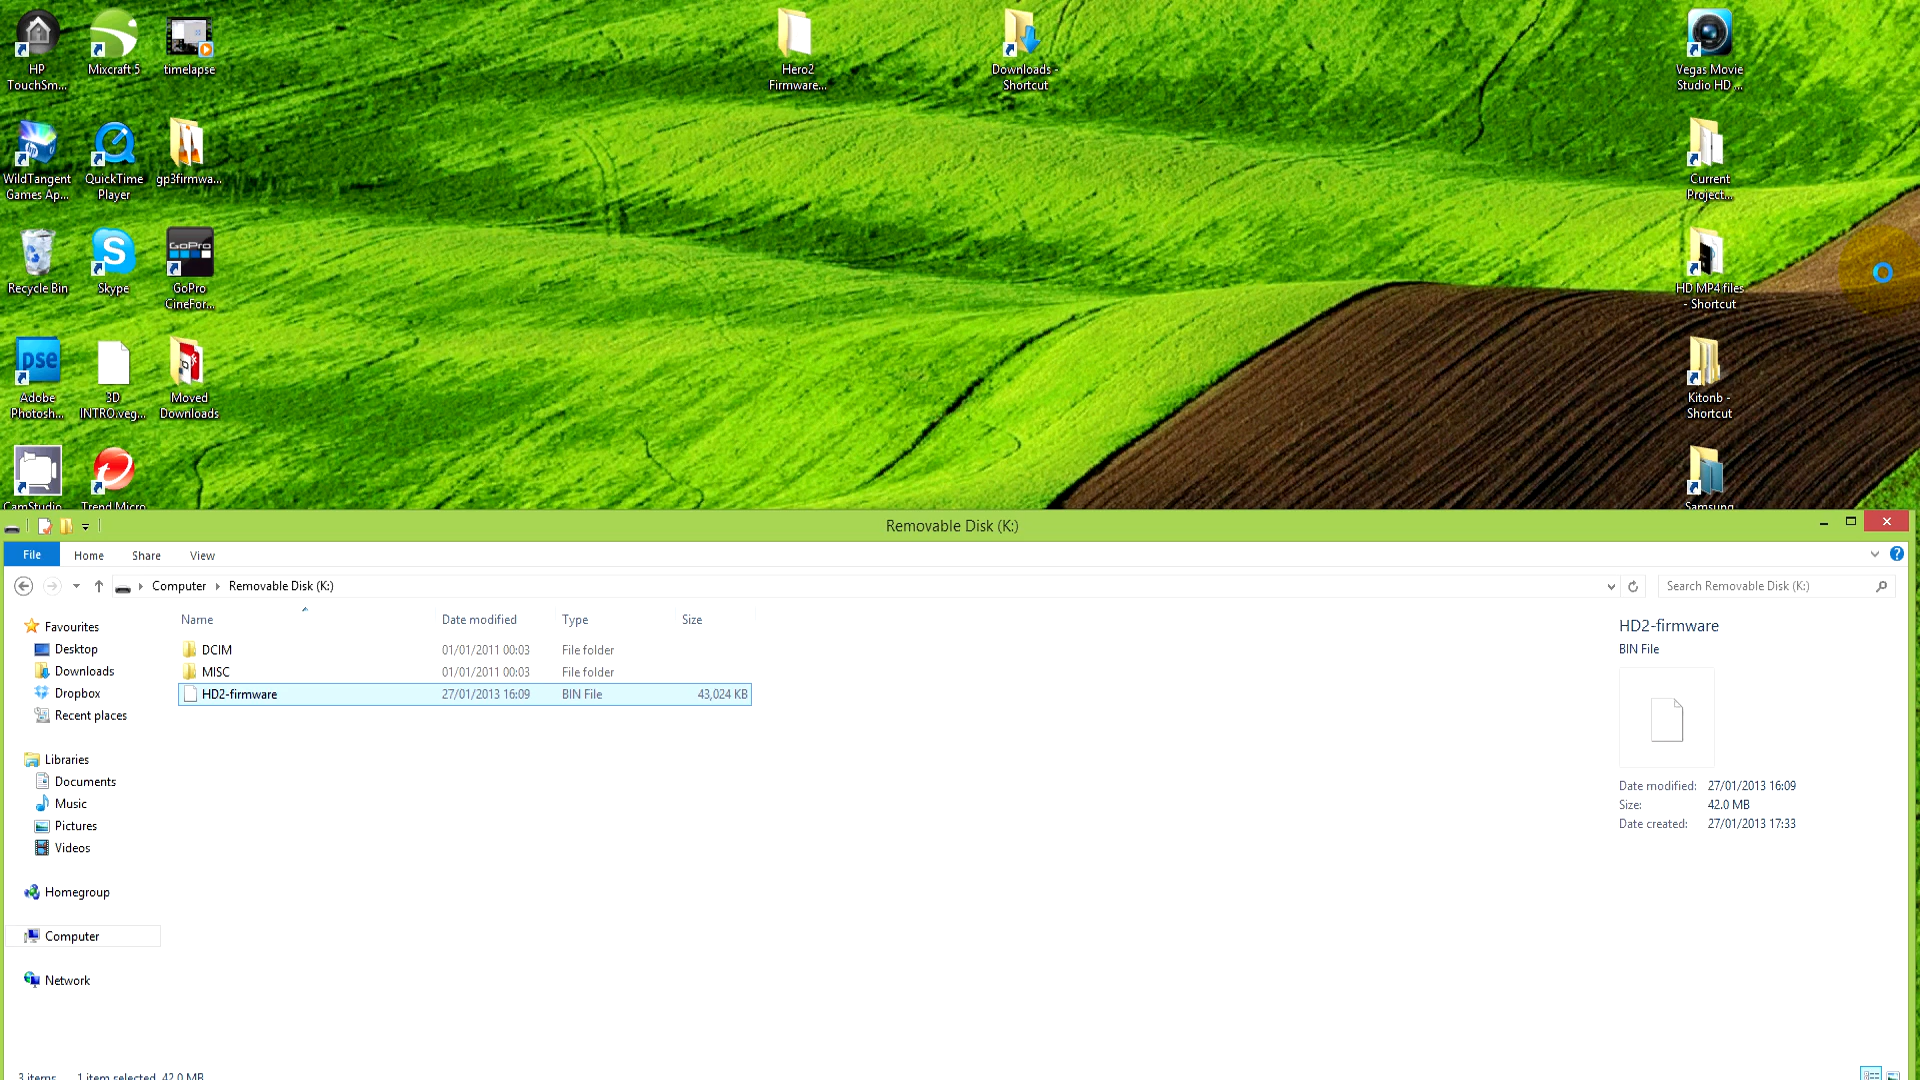 HP
TouchSm...
Mixcraft 5
timelapse
Hero2
Firmware...
Downloads -
Shortcut
Vegas Movie
Studio HD ...
WildTangent
Games Ap...
QuickTime
Player
gp3firmwa...
Current
Project...
Recycle Bin
Skype
GoPro
GoPro
CineFor...
HD MP4 files
- Shortcut
pse
Adobe
Photosh...
3D
INTRO.veg...
Moved
Downloads
Kitonb -
Shortcut
CamStudio
Trend Micro
Samsung
Removable Disk (K:)
File
Home
Share
View
Computer
Removable Disk (K:)
Search Removable Disk (K:)
Name
Date modified
Type
Size
DCIM
01/01/2011 00:03
File folder
MISC
01/01/2011 00:03
File folder
HD2-firmware
27/01/2013 16:09
BIN File
43,024 KB
Favourites
Desktop
Downloads
Dropbox
Recent places
Libraries
Documents
Music
Pictures
Videos
Homegroup
Computer
Network
HD2-firmware
BIN File
Date modified: 27/01/2013 16:09
Size: 42.0 MB
Date created: 27/01/2013 17:33
3 items
1 item selected 42.0 MB